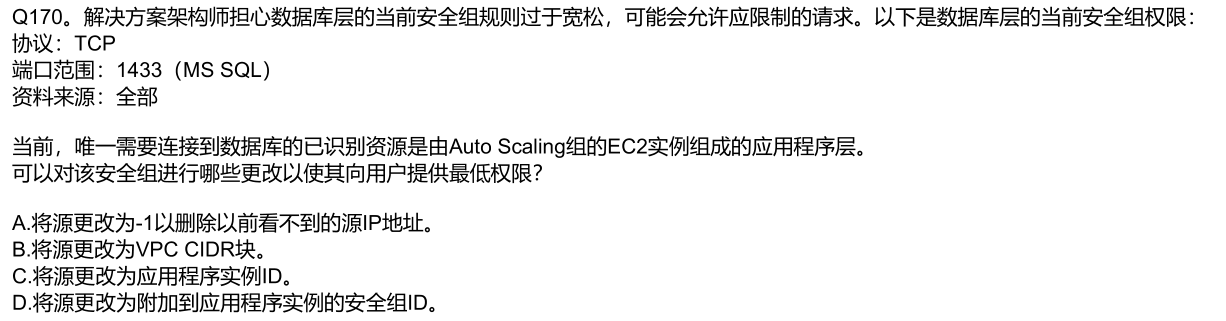 Q170。解决方案架构师担心数据库层的当前安全组规则过于宽松，可能会允许应限制的请求。以下是数据库层的当前安全组权限：
协议：TCP
端口范围：1433（MS SQL）
资料来源：全部
当前，唯一需要连接到数据库的已识别资源是由Auto Scaling组的EC2实例组成的应用程序层。
可以对该安全组进行哪些更改以使其向用户提供最低权限？
A.将源更改为-1以删除以前看不到的源IP地址。
B.将源更改为VPC CIDR块。
C.将源更改为应用程序实例ID。
D.将源更改为附加到应用程序实例的安全组ID。